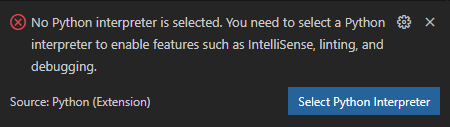 No Python interpreter is selected. You need to select a Python
interpreter to enable features such as IntelliSense, linting, and
debugging.
Source: Python (Extension)
Select Python Interpreter